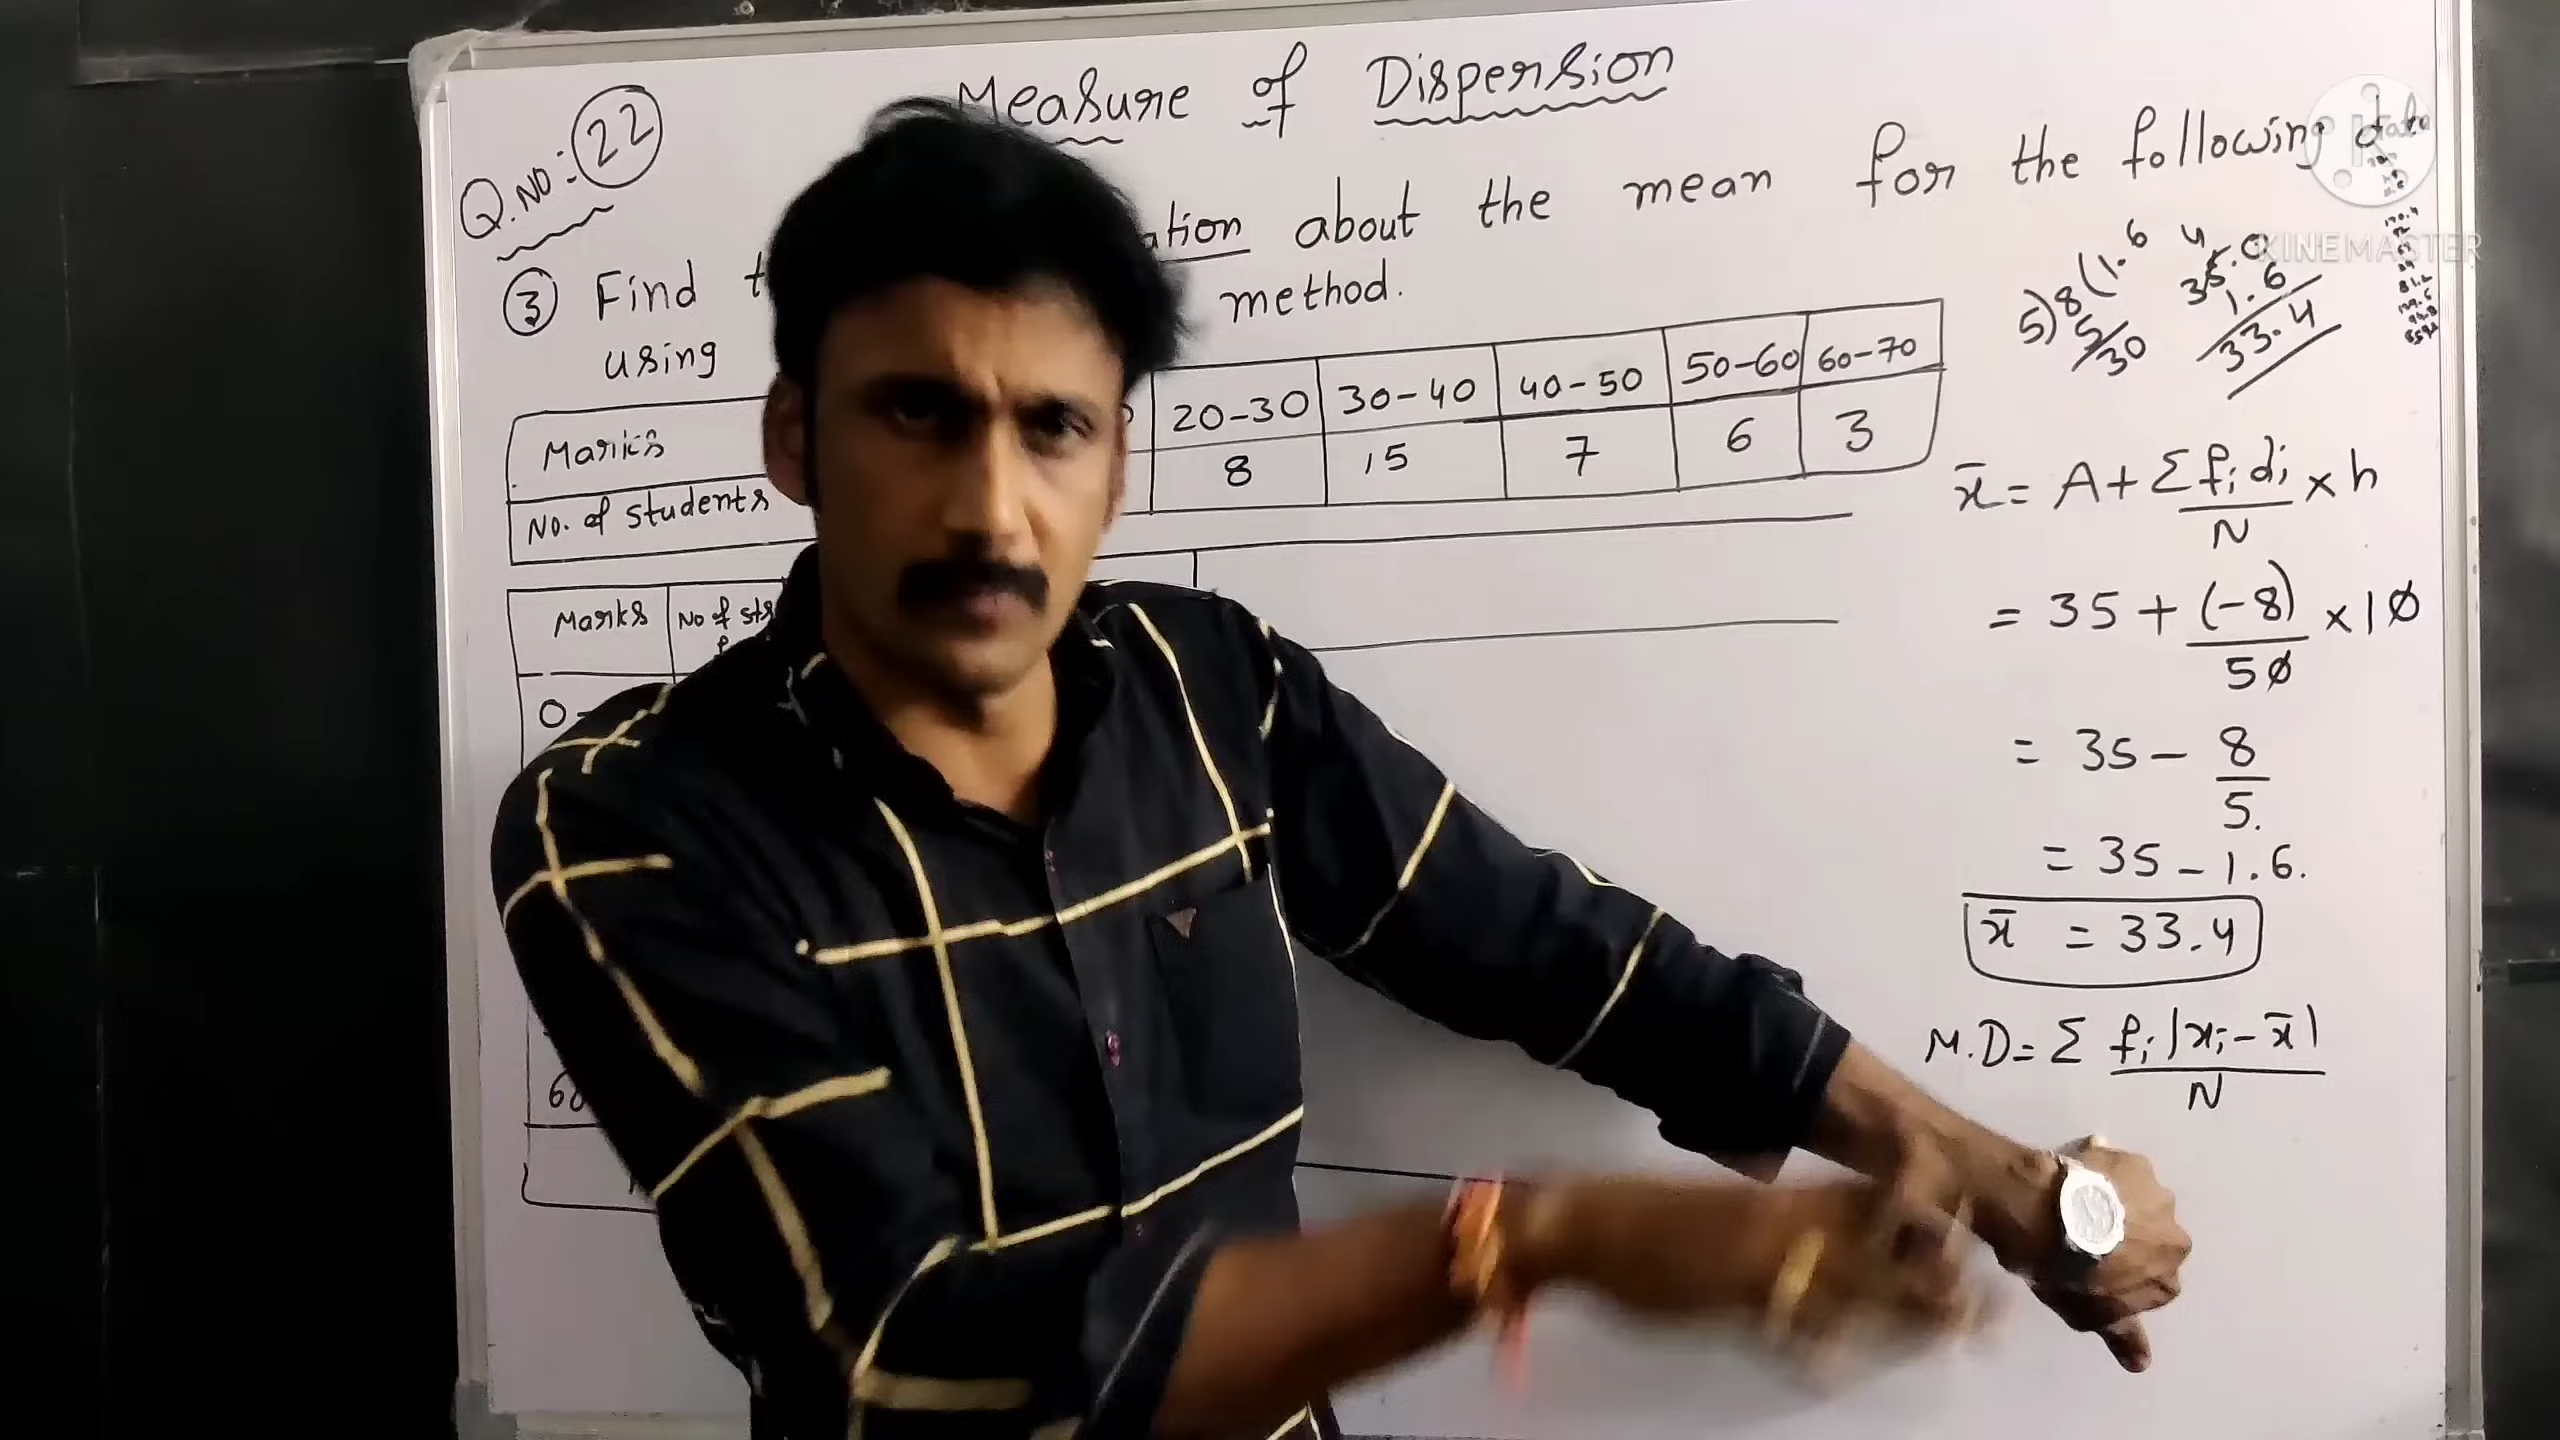 Measure of Dispersion
Q.NO:- 22
3 Find about the mean for the following data
using method.
Marks 20-30 30-40 40-50 50-60 60-70
No. of students 8 15 7 6 3
Marks No of
0-
5)8(1.6
5
30
35.0
1.6
33.4
KINEMASTER
x̄ = A + Σ fᵢ dᵢ / N × h
= 35 + (-8) / 50 × 10
= 35 - 8 / 5.
= 35 - 1.6.
x̄ = 33.4
M.D = Σ fᵢ |xᵢ - x̄| / N